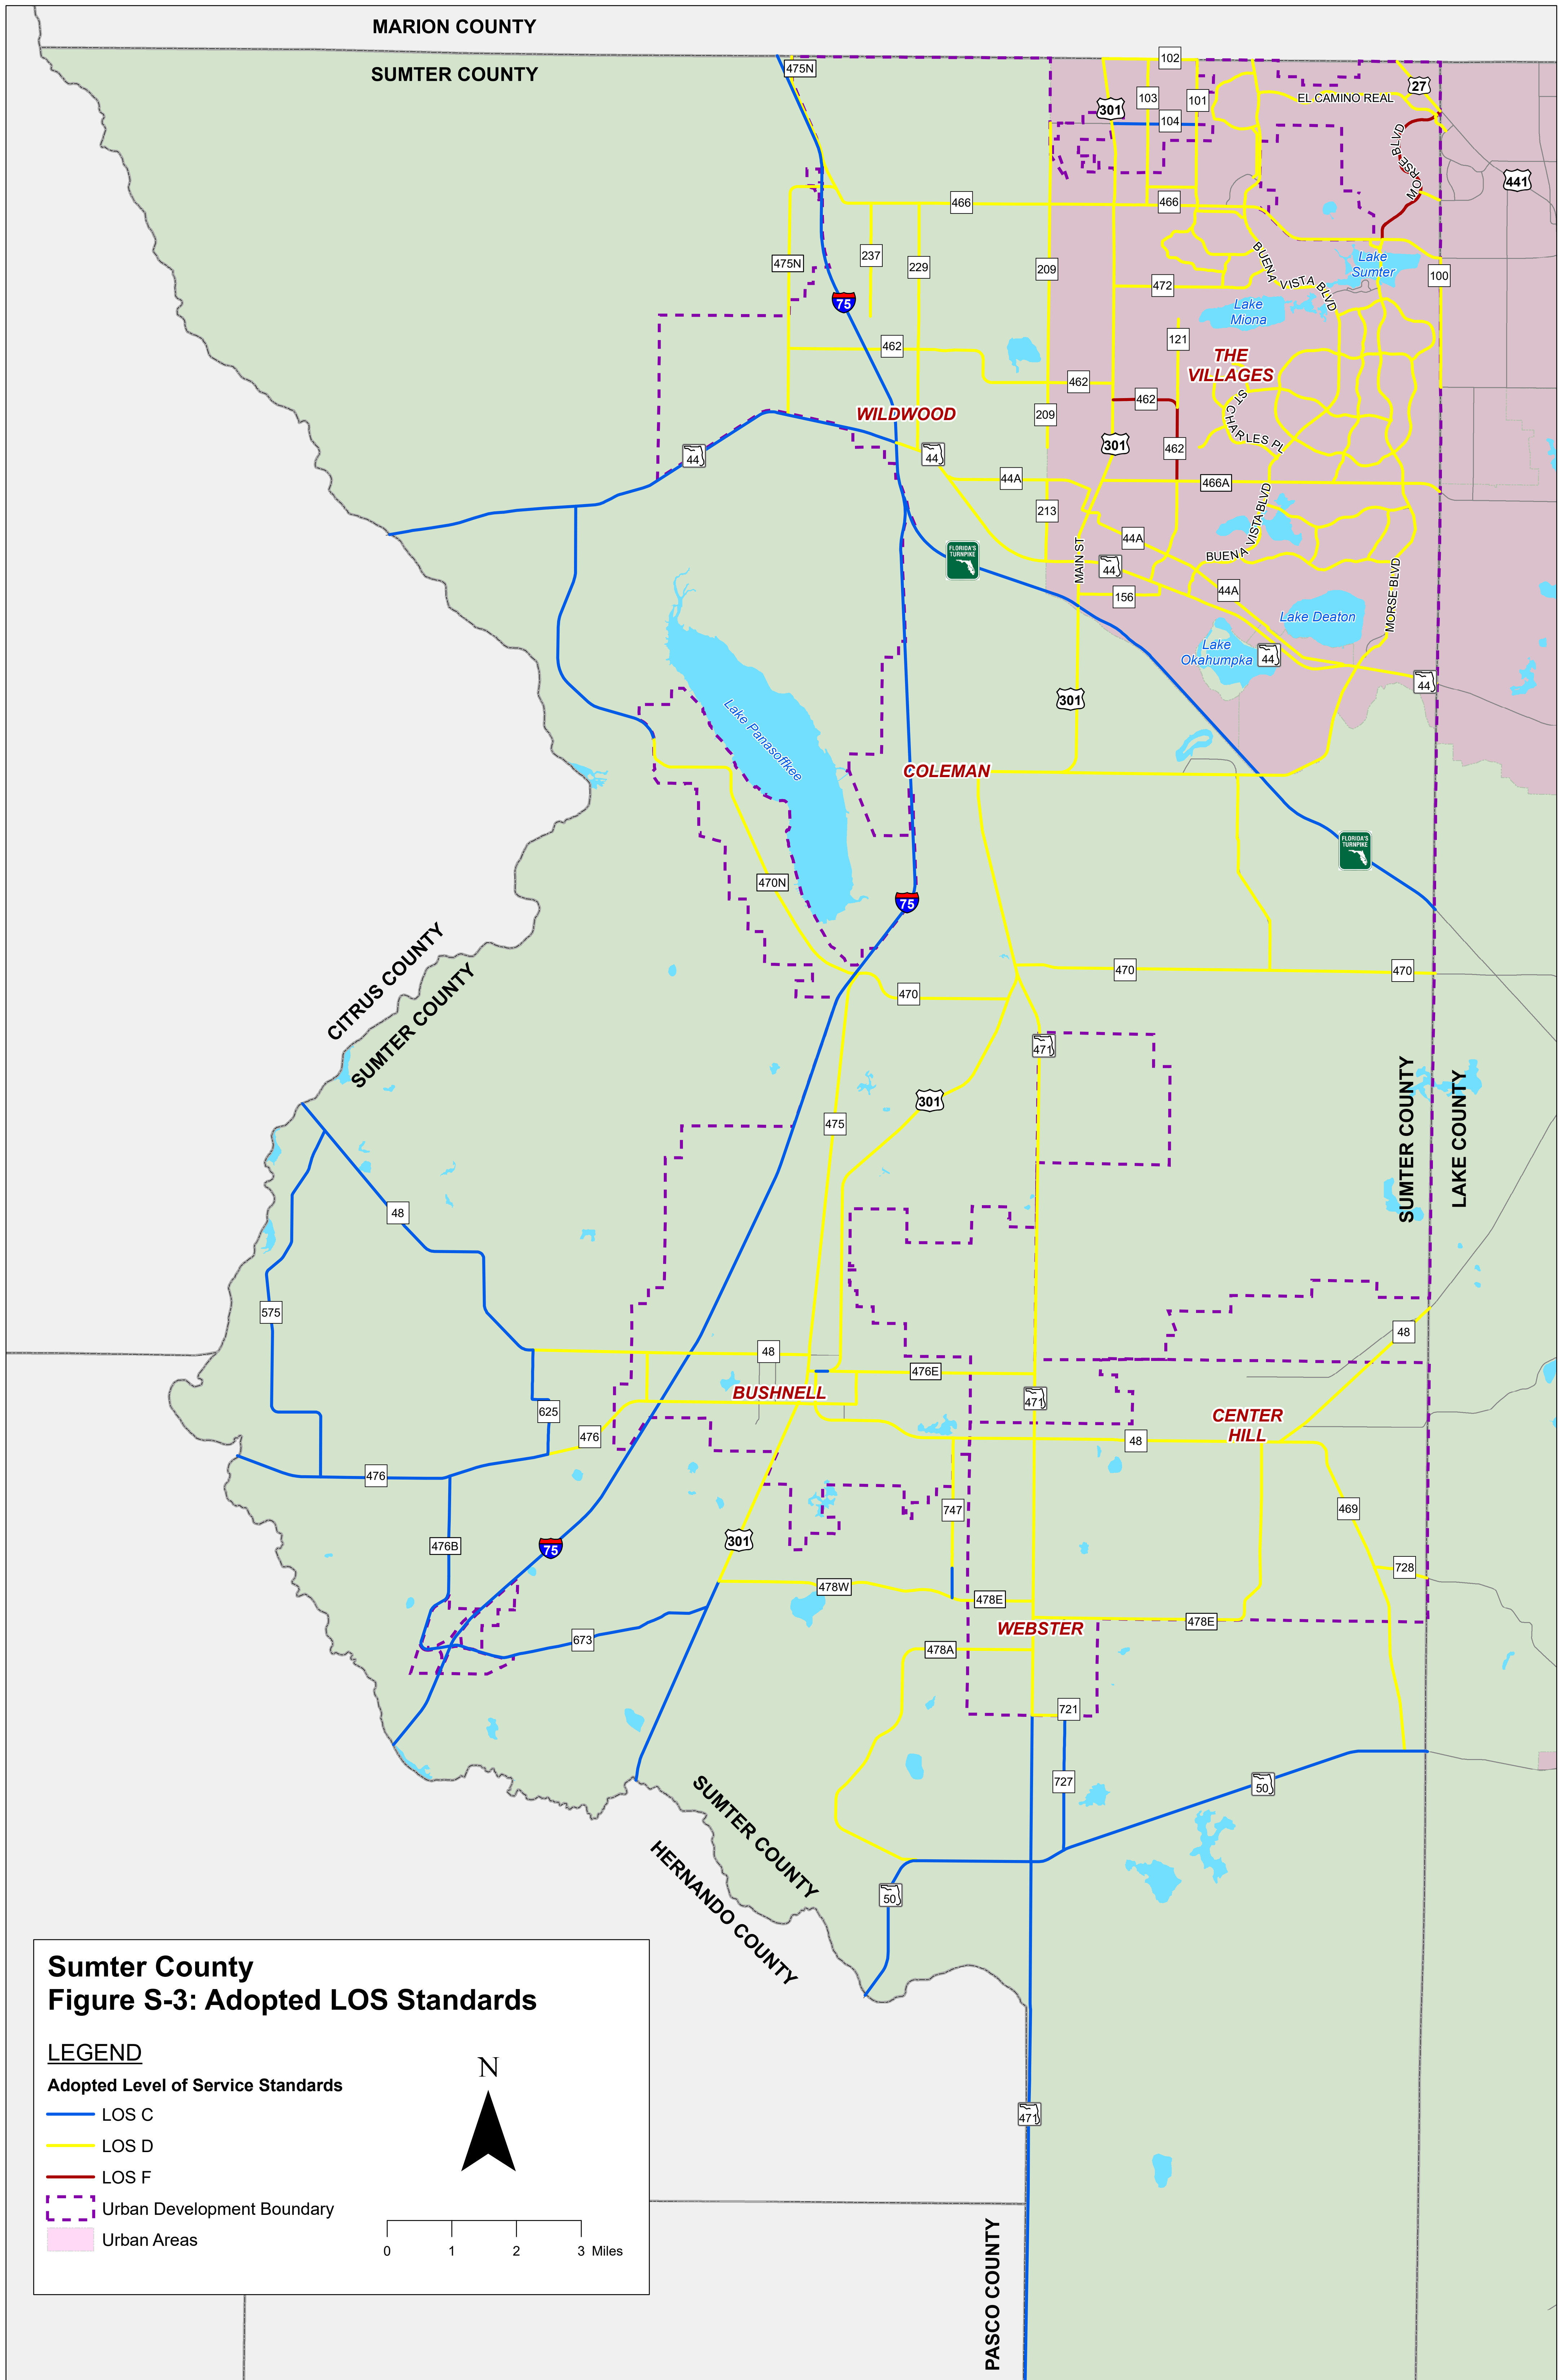 MARION COUNTY
SUMTER COUNTY
475N
102
27
EL CAMINO REAL
301
103
101
104
MORSE BLVD
441
466
466
475N
237
229
209
BUENA VISTA BLVD
Lake
Sumter
100
472
75
Lake
Miona
121
462
THE
VILLAGES
462
462
WILDWOOD
209
ST CHARLES PL
301
462
44
44
44A
466A
213
BUENA VISTA BLVD
FLORIDA'S
TURNPIKE
MAIN ST
44A
44
156
44A
MORSE BLVD
Lake Deaton
Lake
Okahumpka
44
44
301
Lake Panasoffkee
COLEMAN
FLORIDA'S
TURNPIKE
470N
75
CITRUS COUNTY
SUMTER COUNTY
470
470
470
471
301
475
SUMTER COUNTY
LAKE COUNTY
48
575
48
48
476E
BUSHNELL
471
625
476
CENTER
HILL
48
476
747
469
301
476B
75
728
478W
478E
478E
WEBSTER
673
478A
721
727
50
SUMTER COUNTY
HERNANDO COUNTY
50
Sumter County
Figure S-3: Adopted LOS Standards
LEGEND
Adopted Level of Service Standards
LOS C
LOS D
LOS F
Urban Development Boundary
Urban Areas
N
0 1 2 3 Miles
471
PASCO COUNTY